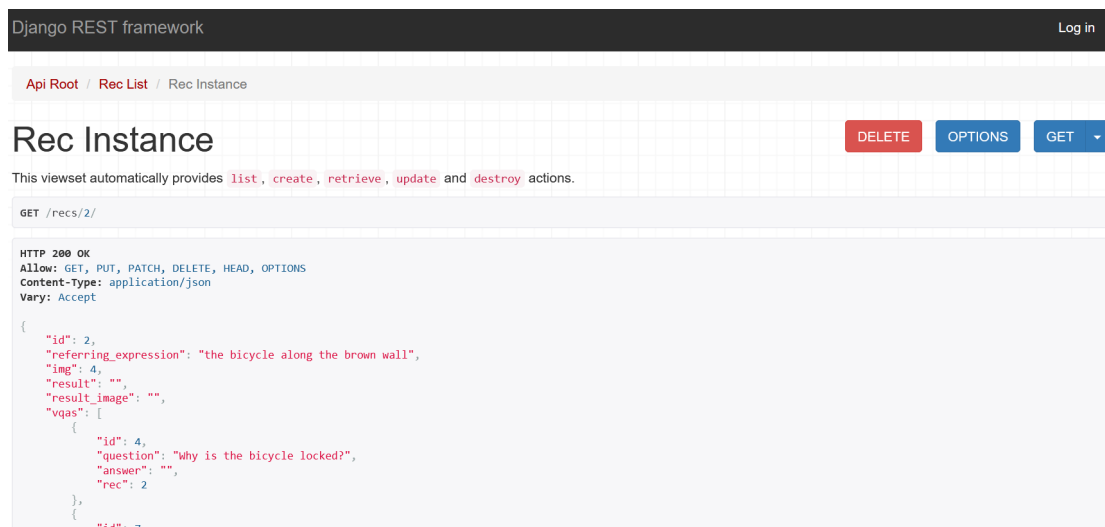 Django REST framework Log in
Api Root / Rec List / Rec Instance
Rec Instance DELETE OPTIONS GET
This viewset automatically provides list, create, retrieve, update and destroy actions.
GET /recs/2/
HTTP 200 OK
Allow: GET, PUT, PATCH, DELETE, HEAD, OPTIONS
Content-Type: application/json
Vary: Accept
{
"id": 2,
"referring_expression": "the bicycle along the brown wall",
"img": 4,
"result": "",
"result_image": "",
"vqas": [
{
"id": 4,
"question": "Why is the bicycle locked?",
"answer": "",
"rec": 2
},
{
"id": 7,